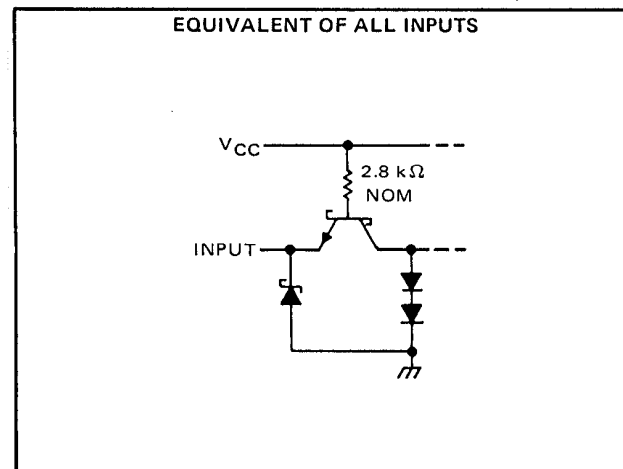 EQUIVALENT OF ALL INPUTS
VCC
2.8 kΩ
NOM
INPUT